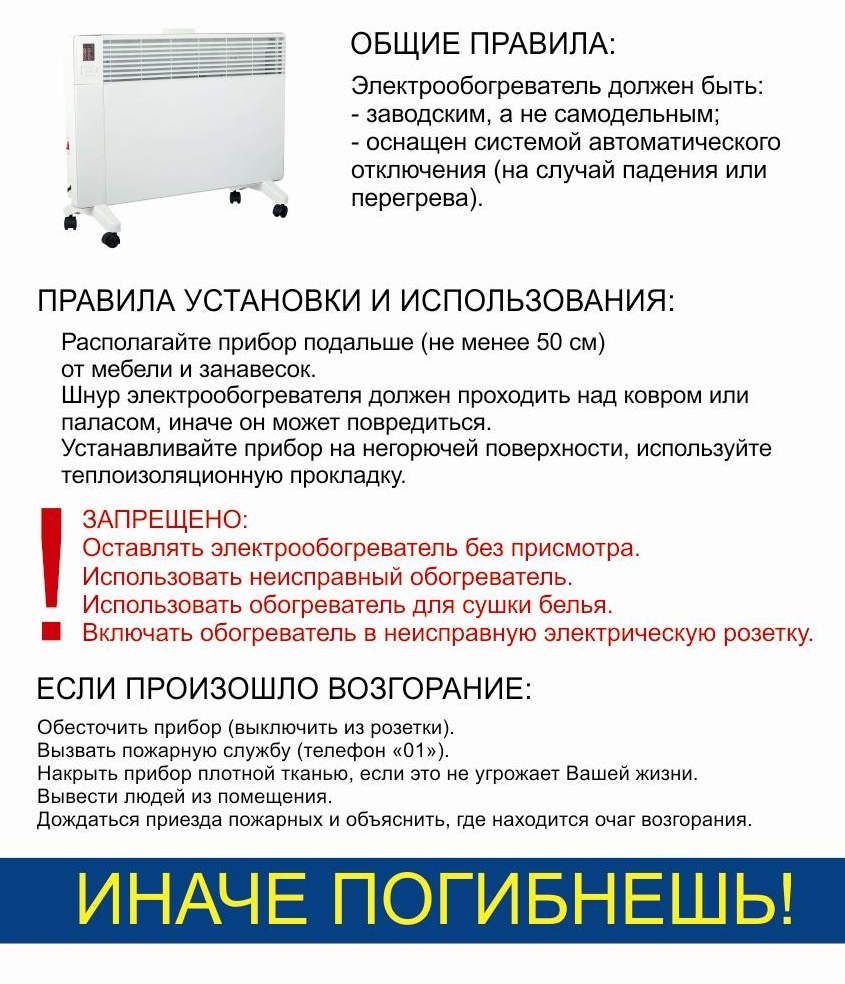 ОБЩИЕ ПРАВИЛА:
Электрообогреватель должен быть:
- заводским, а не самодельным;
- оснащен системой автоматического
отключения (на случай падения или
перегрева).
ПРАВИЛА УСТАНОВКИ И ИСПОЛЬЗОВАНИЯ:
Располагайте прибор подальше (не менее 50 см)
от мебели и занавесок.
Шнур электрообогревателя должен проходить над ковром или
паласом, иначе он может повредиться.
Устанавливайте прибор на негорючей поверхности, используйте
теплоизоляционную прокладку.
! ЗАПРЕЩЕНО:
Оставлять электрообогреватель без присмотра.
Использовать неисправный обогреватель.
Использовать обогреватель для сушки белья.
Включать обогреватель в неисправную электрическую розетку.
ЕСЛИ ПРОИЗОШЛО ВОЗГОРАНИЕ:
Обесточить прибор (выключить из розетки).
Вызвать пожарную службу (телефон «01»).
Накрыть прибор плотной тканью, если это не угрожает Вашей жизни.
Вывести людей из помещения.
Дождаться приезда пожарных и объяснить, где находится очаг возгорания.
ИНАЧЕ ПОГИБНЕШЬ!